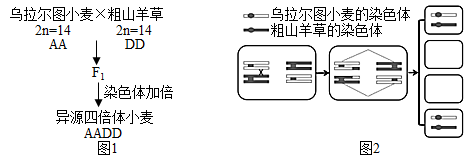 乌拉尔图小麦×粗山羊草
2n=14 2n=14
AA DD
F1
染色体加倍
异源四倍体小麦
AADD
图1
乌拉尔图小麦的染色体
粗山羊草的染色体
图2